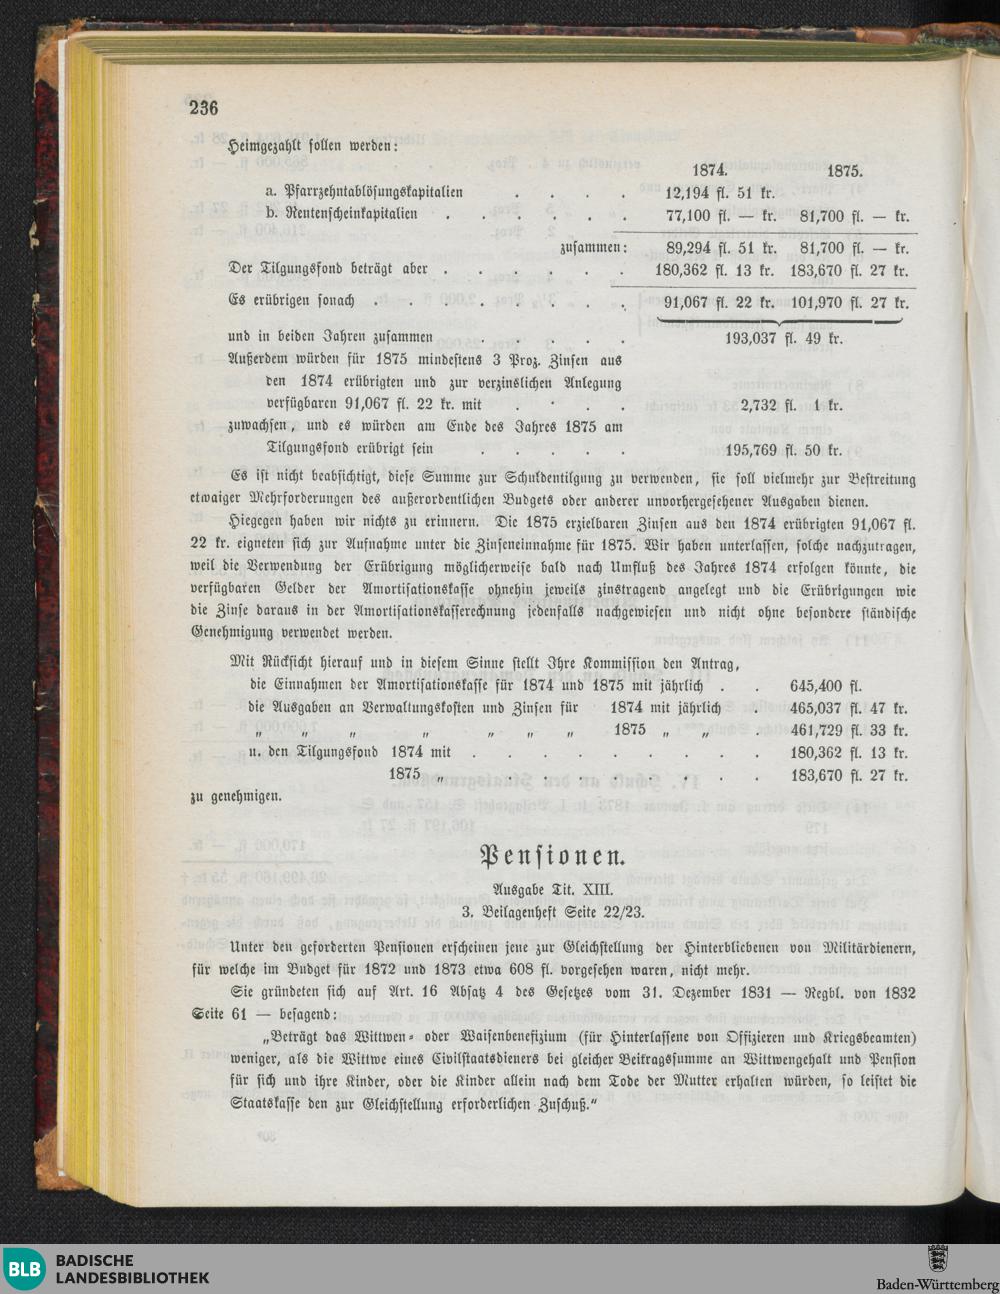 236
Heimgezahlt sollen werden:
1874. 1875.
a. Pfarrzehntablösungskapitalien . . . . 12,194 fl. 51 kr.
b. Rentenscheinkapitalien . . . . . . 77,100 fl. — kr. 81,700 fl. — kr.
zusammen: 89,294 fl. 51 kr. 81,700 fl. — kr.
Der Tilgungsfond beträgt aber . . . . . . 180,362 fl. 13 kr. 183,670 fl. 27 kr.
Es erübrigen sonach . . . . . . . . 91,067 fl. 22 kr. 101,970 fl. 27 kr.
und in beiden Jahren zusammen . . . . . 193,037 fl. 49 kr.
Außerdem würden für 1875 mindestens 3 Proz. Zinsen aus
den 1874 erübrigten und zur verzinslichen Anlegung
verfügbaren 91,067 fl. 22 kr. mit . . . . 2,732 fl. 1 kr.
zuwachsen, und es würden am Ende des Jahres 1875 am
Tilgungsfond erübrigt sein . . . . . 195,769 fl. 50 kr.
Es ist nicht beabsichtigt, diese Summe zur Schuldentilgung zu verwenden, sie soll vielmehr zur Bestreitung
etwaiger Mehrforderungen des außerordentlichen Budgets oder anderer unvorhergesehener Ausgaben dienen.
Hiegegen haben wir nichts zu erinnern. Die 1875 erzielbaren Zinsen aus den 1874 erübrigten 91,067 fl.
22 kr. eigneten sich zur Aufnahme unter die Zinseneinnahme für 1875. Wir haben unterlassen, solche nachzutragen,
weil die Verwendung der Erübrigung möglicherweise bald nach Umfluß des Jahres 1874 erfolgen könnte, die
verfügbaren Gelder der Amortisationskasse ohnehin jeweils zinstragend angelegt und die Erübrigungen wie
die Zinse daraus in der Amortisationskasserechnung jedenfalls nachgewiesen und nicht ohne besondere ständische
Genehmigung verwendet werden.
Mit Rücksicht hierauf und in diesem Sinne stellt Ihre Kommission den Antrag,
die Einnahmen der Amortisationskasse für 1874 und 1875 mit jährlich . . 645,400 fl.
die Ausgaben an Verwaltungskosten und Zinsen für 1874 mit jährlich . 465,037 fl. 47 kr.
„ „ „ „ „ „ „ 1875 „ „ . 461,729 fl. 33 kr.
u. den Tilgungsfond 1874 mit . . . . . . . . . 180,362 fl. 13 kr.
1875 „ . . . . . . . . 183,670 fl. 27 kr.
zu genehmigen.
Pensionen.
Ausgabe Tit. XIII.
3. Beilagenheft Seite 22/23.
Unter den geforderten Pensionen erscheinen jene zur Gleichstellung der Hinterbliebenen von Militärdienern,
für welche im Budget für 1872 und 1873 etwa 608 fl. vorgesehen waren, nicht mehr.
Sie gründeten sich auf Art. 16 Absatz 4 des Gesetzes vom 31. Dezember 1831 — Regbl. von 1832
Seite 61 — besagend:
„Beträgt das Wittwen- oder Waisenbenefizium (für Hinterlassene von Offizieren und Kriegsbeamten)
weniger, als die Wittwe eines Civilstaatsdieners bei gleicher Beitragssumme an Wittwengehalt und Pension
für sich und ihre Kinder, oder die Kinder allein nach dem Tode der Mutter erhalten würden, so leistet die
Staatskasse den zur Gleichstellung erforderlichen Zuschuß.“
BLB BADISCHE
LANDESBIBLIOTHEK
Baden-Württemberg